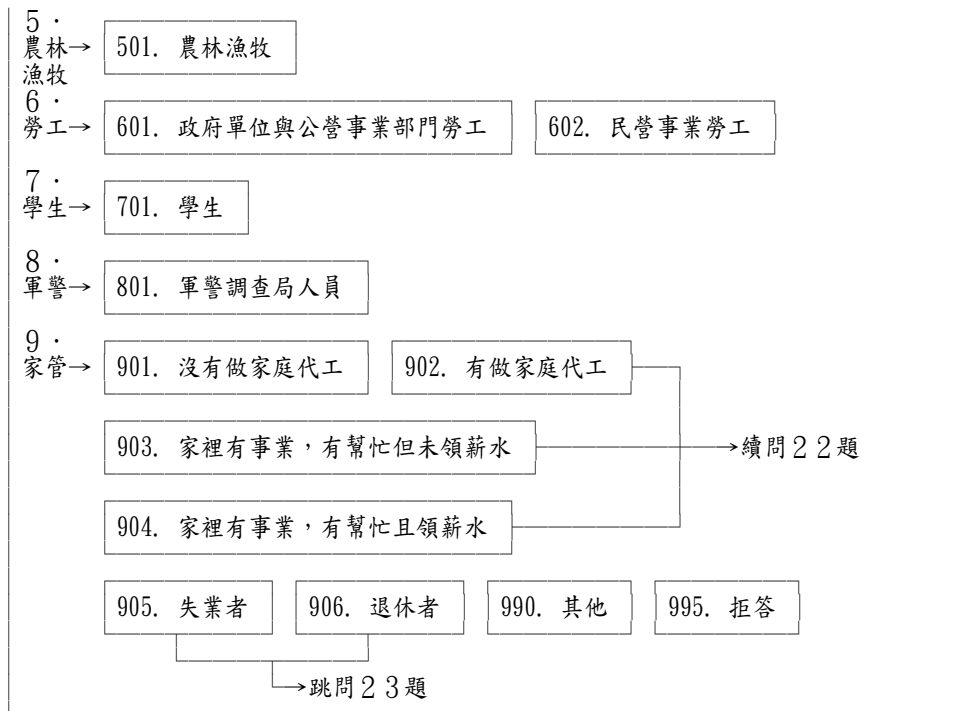 ５．
農林→ 501. 農林漁牧
漁牧
６．
勞工→ 601. 政府單位與公營事業部門勞工 602. 民營事業勞工
７．
學生→ 701. 學生
８．
軍警→ 801. 軍警調查局人員
９．
家管→ 901. 沒有做家庭代工 902. 有做家庭代工
903. 家裡有事業，有幫忙但未領薪水 →續問２２題
904. 家裡有事業，有幫忙且領薪水
905. 失業者 906. 退休者 990. 其他 995. 拒答
→跳問２３題